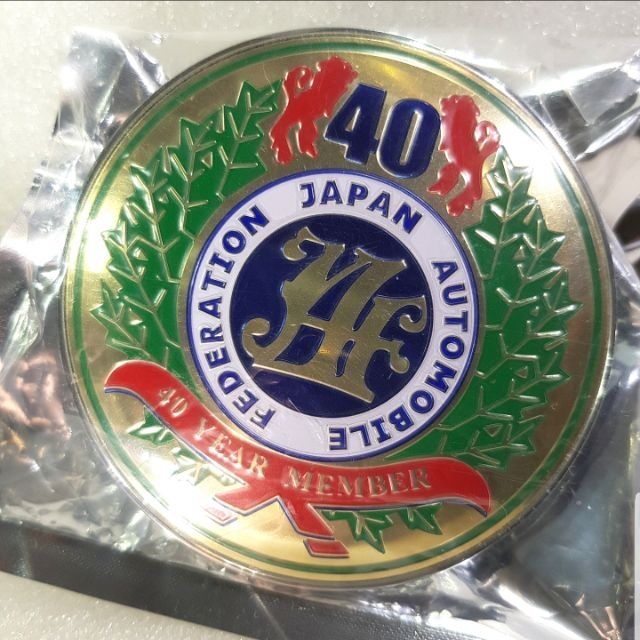 40
JAPAN AUTOMOBILE FEDERATION
JAF
40 YEAR MEMBER